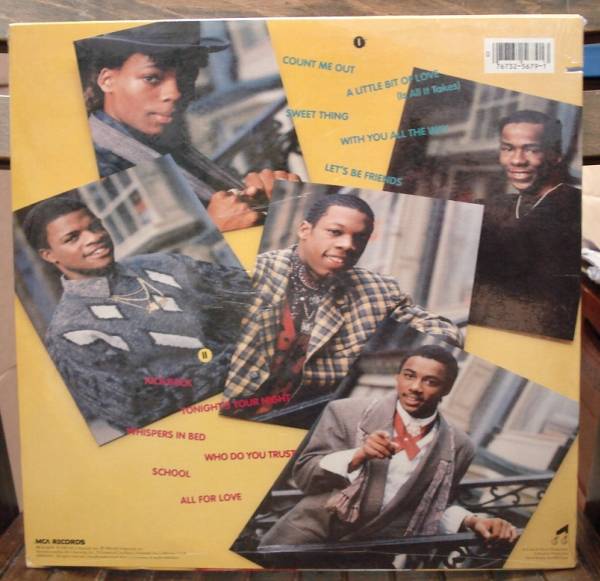 I
COUNT ME OUT
A LITTLE BIT OF LOVE
(Is All It Takes)
SWEET THING
WITH YOU ALL THE WAY
LET'S BE FRIENDS
76732-5679-1
II
KICKBACK
TONIGHT'S YOUR NIGHT
WHISPERS IN BED
WHO DO YOU TRUST
SCHOOL
ALL FOR LOVE
MCA RECORDS